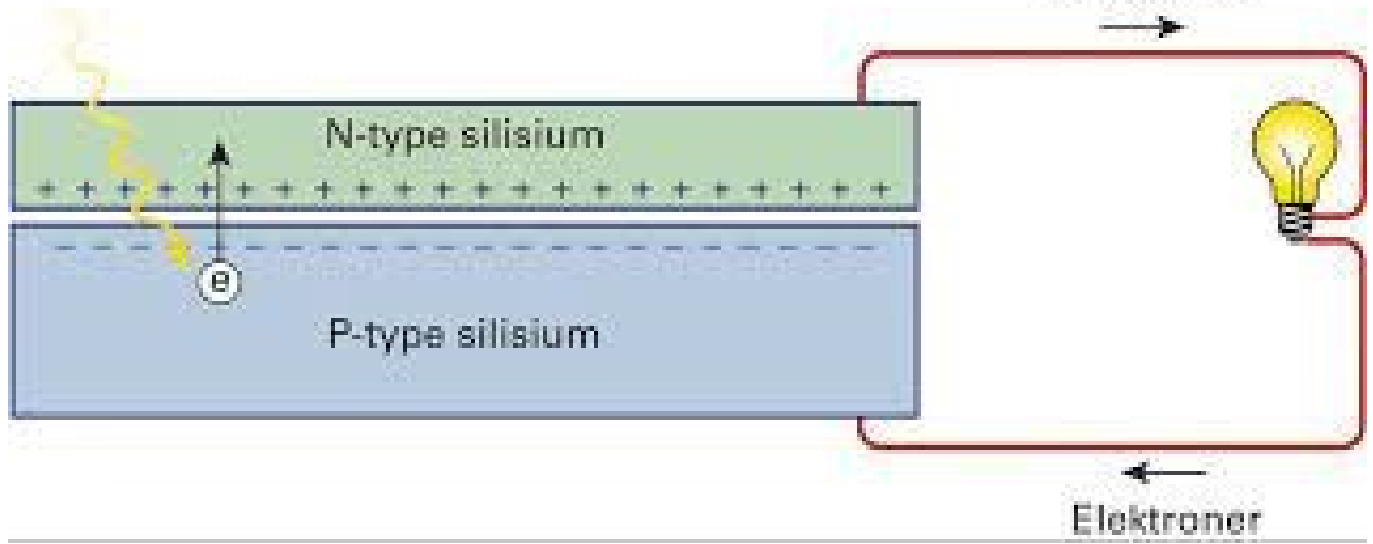 N-type silisium
+ + + + + + + + + + + + + + + + + + + + + +
e
P-type silisium
Elektroner